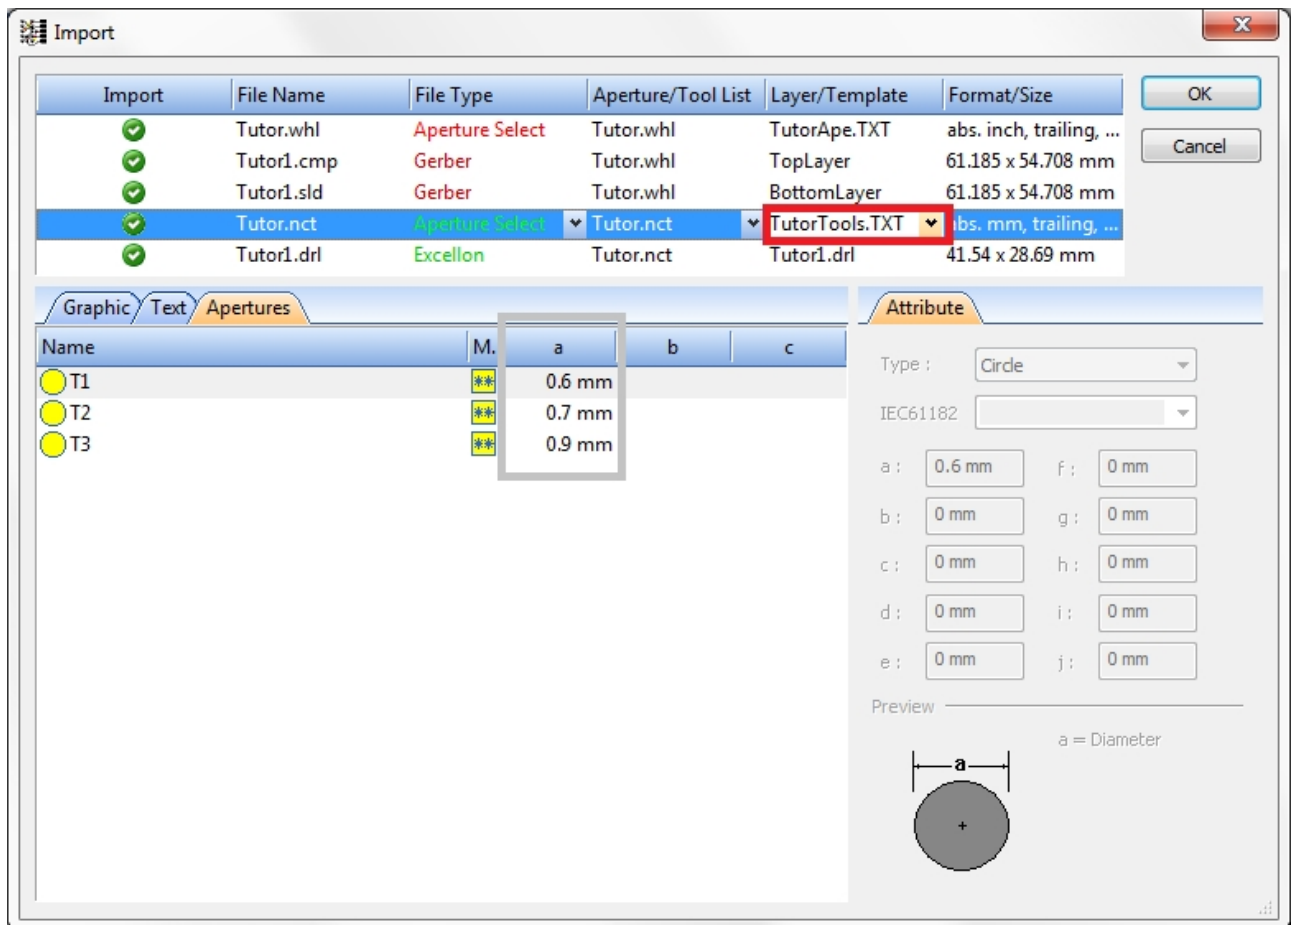 Import
Import File Name File Type Aperture/Tool List Layer/Template Format/Size OK
Tutor.whl Aperture Select Tutor.whl TutorApe.TXT abs. inch, trailing, ...
Cancel
Tutor1.cmp Gerber Tutor.whl TopLayer 61.185 x 54.708 mm
Tutor1.sld Gerber Tutor.whl BottomLayer 61.185 x 54.708 mm
Tutor.nct Aperture Select Tutor.nct TutorTools.TXT abs. mm, trailing, ...
Tutor1.drl Excellon Tutor.nct Tutor1.drl 41.54 x 28.69 mm
Graphic Text Apertures
Name M. a b c
T1 ** 0.6 mm
T2 ** 0.7 mm
T3 ** 0.9 mm
Attribute
Type : Circle
IEC61182
a : 0.6 mm f : 0 mm
b : 0 mm g : 0 mm
c : 0 mm h : 0 mm
d : 0 mm i : 0 mm
e : 0 mm j : 0 mm
Preview
a = Diameter
a